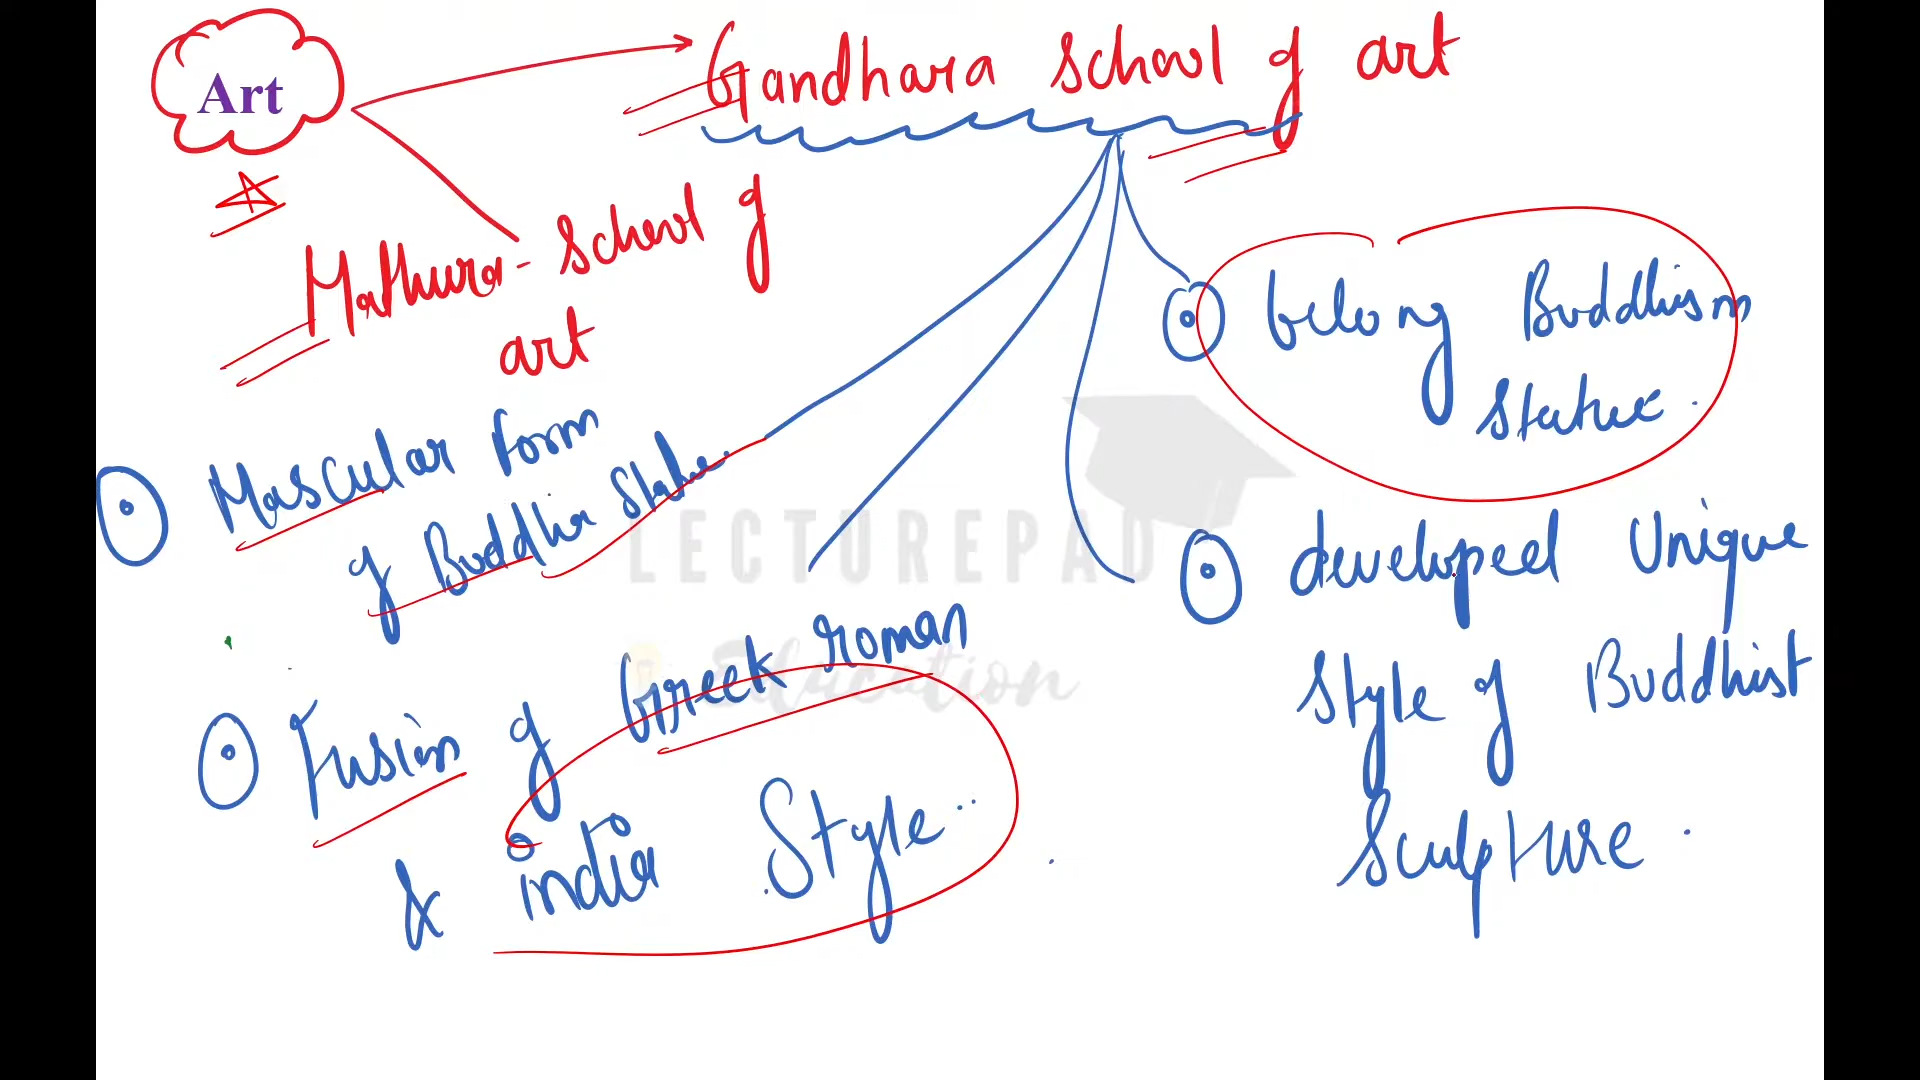 Art
Gandhara School of art
Mathura - School of
art
belong Buddhism
Statue.
Mascular form
of Buddha Statue.
developed Unique
Style of Buddhist
Sculpture.
Fusion of Greek roman
& india Style..
LECTUREPAD
Education